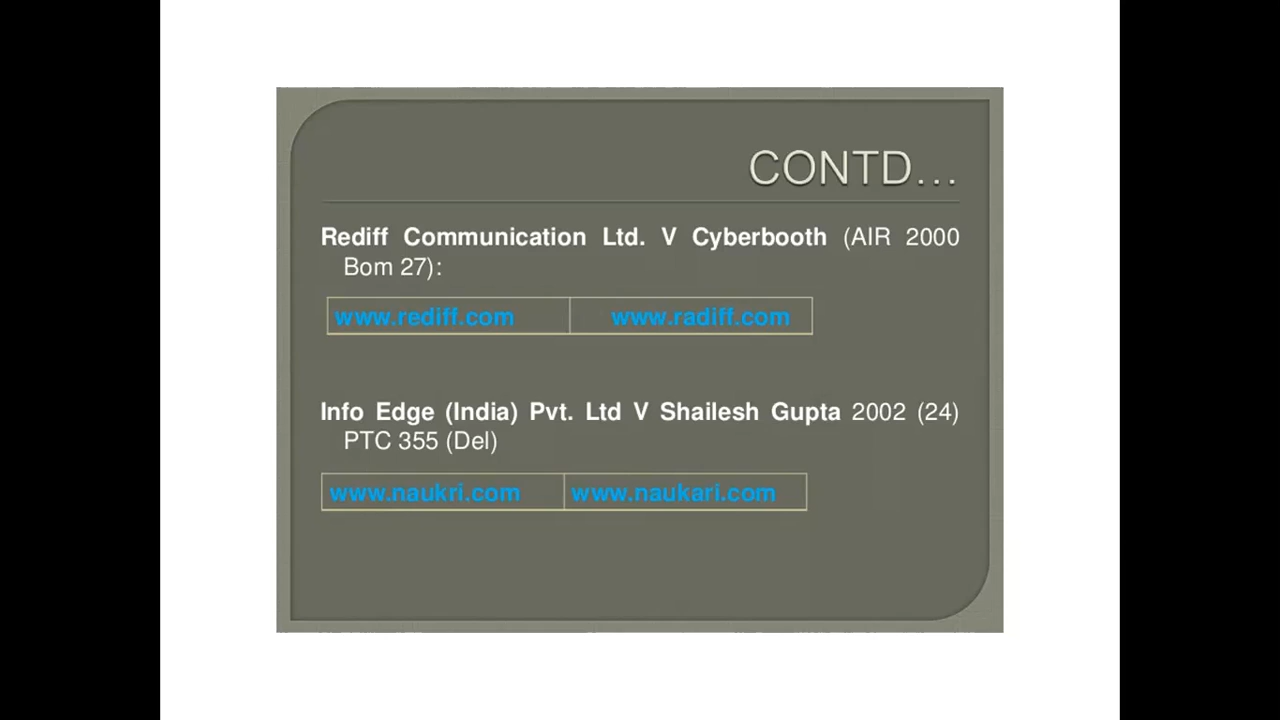 CONTD...
Rediff Communication Ltd. V Cyberbooth (AIR 2000
Bom 27):
www.rediff.com www.radiff.com
Info Edge (India) Pvt. Ltd V Shailesh Gupta 2002 (24)
PTC 355 (Del)
www.naukri.com www.naukari.com